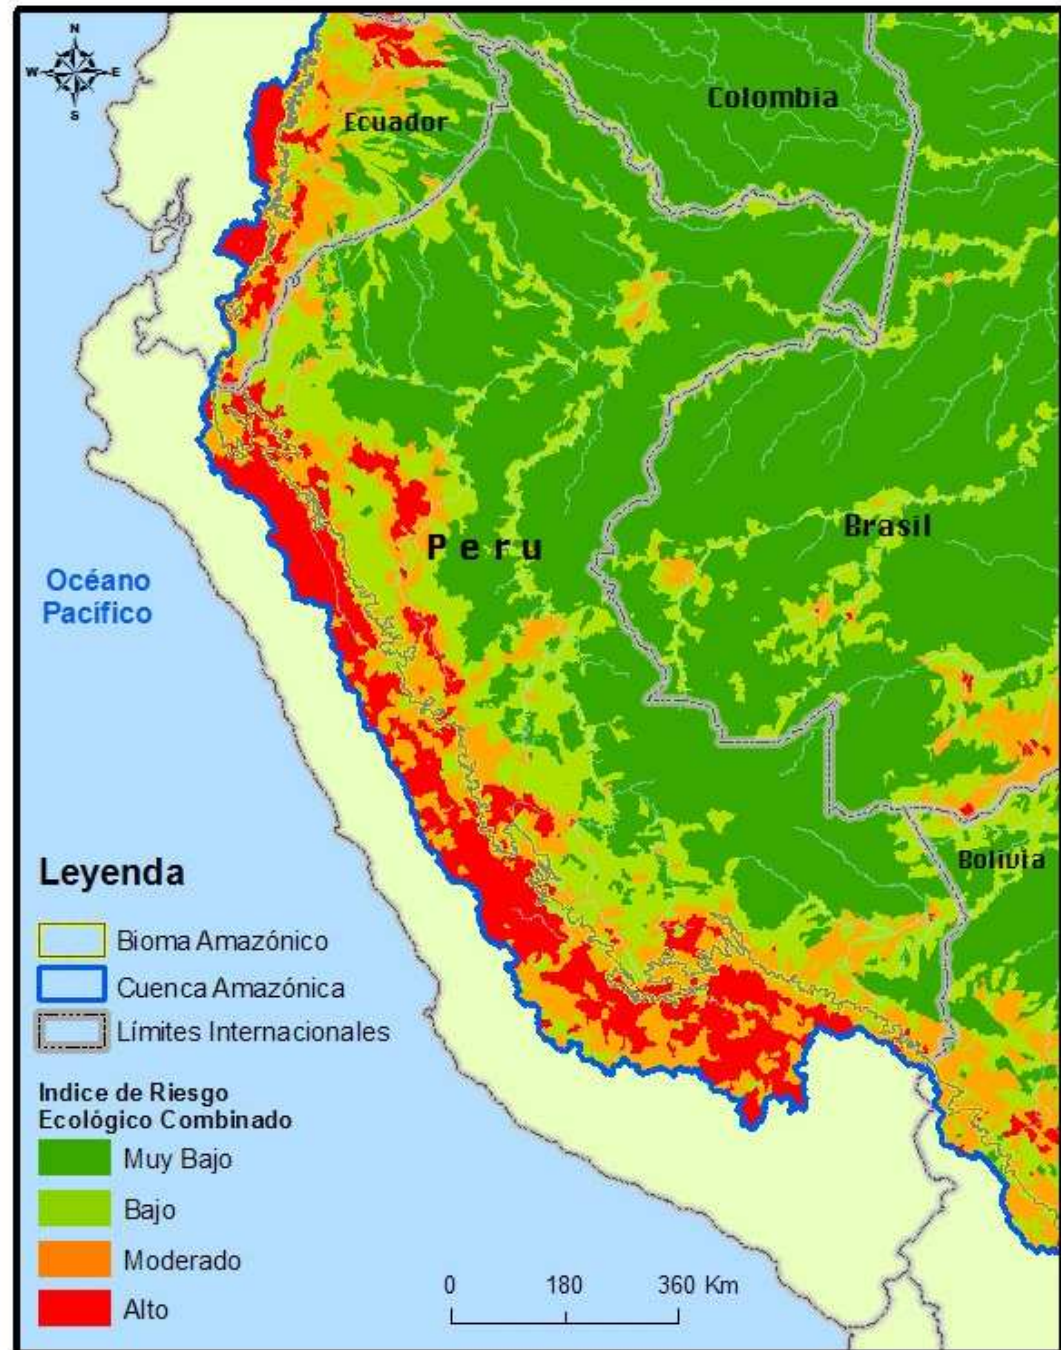 N
W E
S
Colombia
Ecuador
Brasil
Peru
Océano
Pacífico
Bolivia
Leyenda
Bioma Amazónico
Cuenca Amazónica
Límites Internacionales
Indice de Riesgo
Ecológico Combinado
Muy Bajo
Bajo
Moderado
Alto
0 180 360 Km